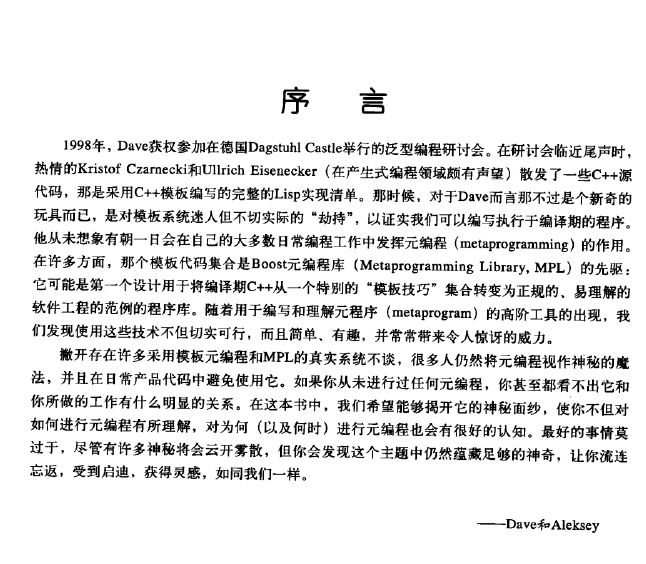 序 言
1998年，Dave获权参加在德国Dagstuhl Castle举行的泛型编程研讨会。在研讨会临近尾声时，
热情的Kristof Czarnecki和Ullrich Eisenecker（在产生式编程领域颇有声望）散发了一些C++源
代码，那是采用C++模板编写的完整的Lisp实现清单。那时候，对于Dave而言那不过是个新奇的
玩具而已，是对模板系统迷人但不切实际的“劫持”，以证实我们可以编写执行于编译期的程序。
他从未想象有朝一日会在自己的大多数日常编程工作中发挥元编程（metaprogramming）的作用。
在许多方面，那个模板代码集合是Boost元编程库（Metaprogramming Library, MPL）的先驱：
它可能是第一个设计用于将编译期C++从一个特别的“模板技巧”集合转变为正规的、易理解的
软件工程的范例的程序库。随着用于编写和理解元程序（metaprogram）的高阶工具的出现，我
们发现使用这些技术不但切实可行，而且简单、有趣，并常常带来令人惊讶的威力。
撇开存在许多采用模板元编程和MPL的真实系统不谈，很多人仍然将元编程视作神秘的魔
法，并且在日常产品代码中避免使用它。如果你从未进行过任何元编程，你甚至都看不出它和
你所做的工作有什么明显的关系。在这本书中，我们希望能够揭开它的神秘面纱，使你不但对
如何进行元编程有所理解，对为何（以及何时）进行元编程也会有很好的认知。最好的事情莫
过于，尽管有许多神秘将会云开雾散，但你会发现这个主题中仍然蕴藏足够的神奇，让你流连
忘返，受到启迪，获得灵感，如同我们一样。
——Dave和Aleksey